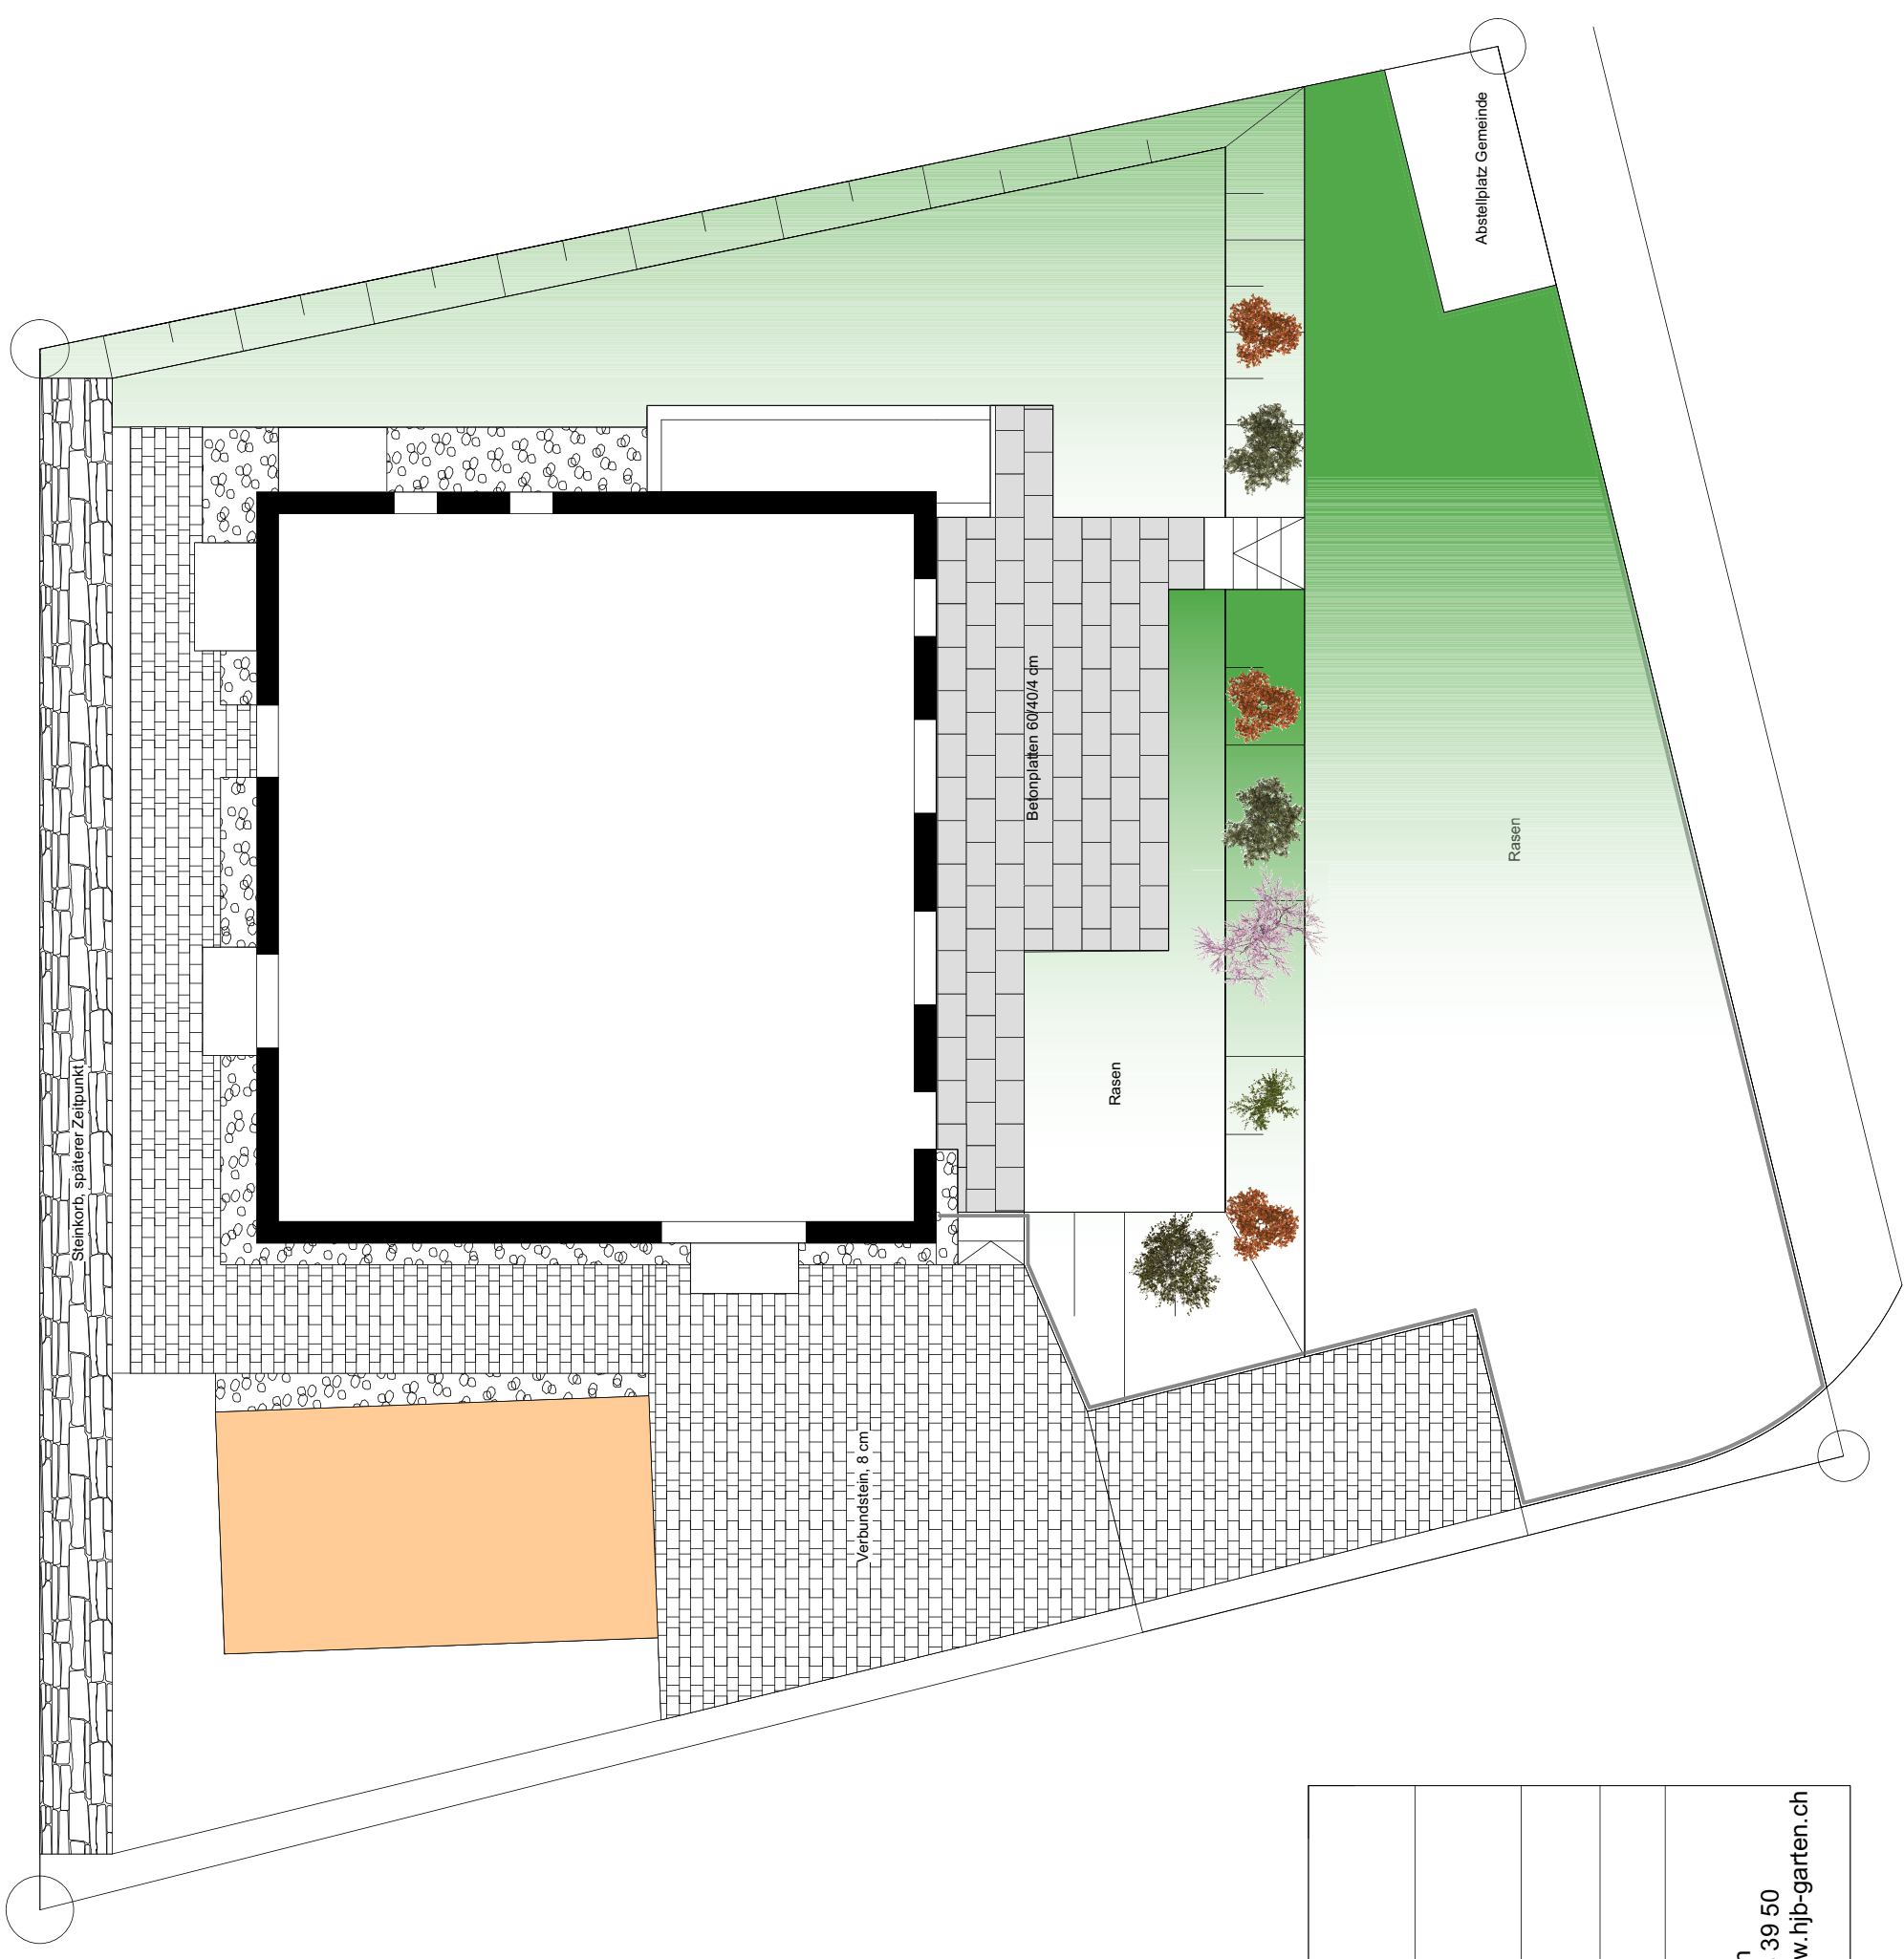 Steinkorb, späterer Zeitpunkt
Verbundstein, 8 cm
Betonplatten 60/40/4 cm
Rasen
Rasen
Abstellplatz Gemeinde
39 50
w.hjb-garten.ch